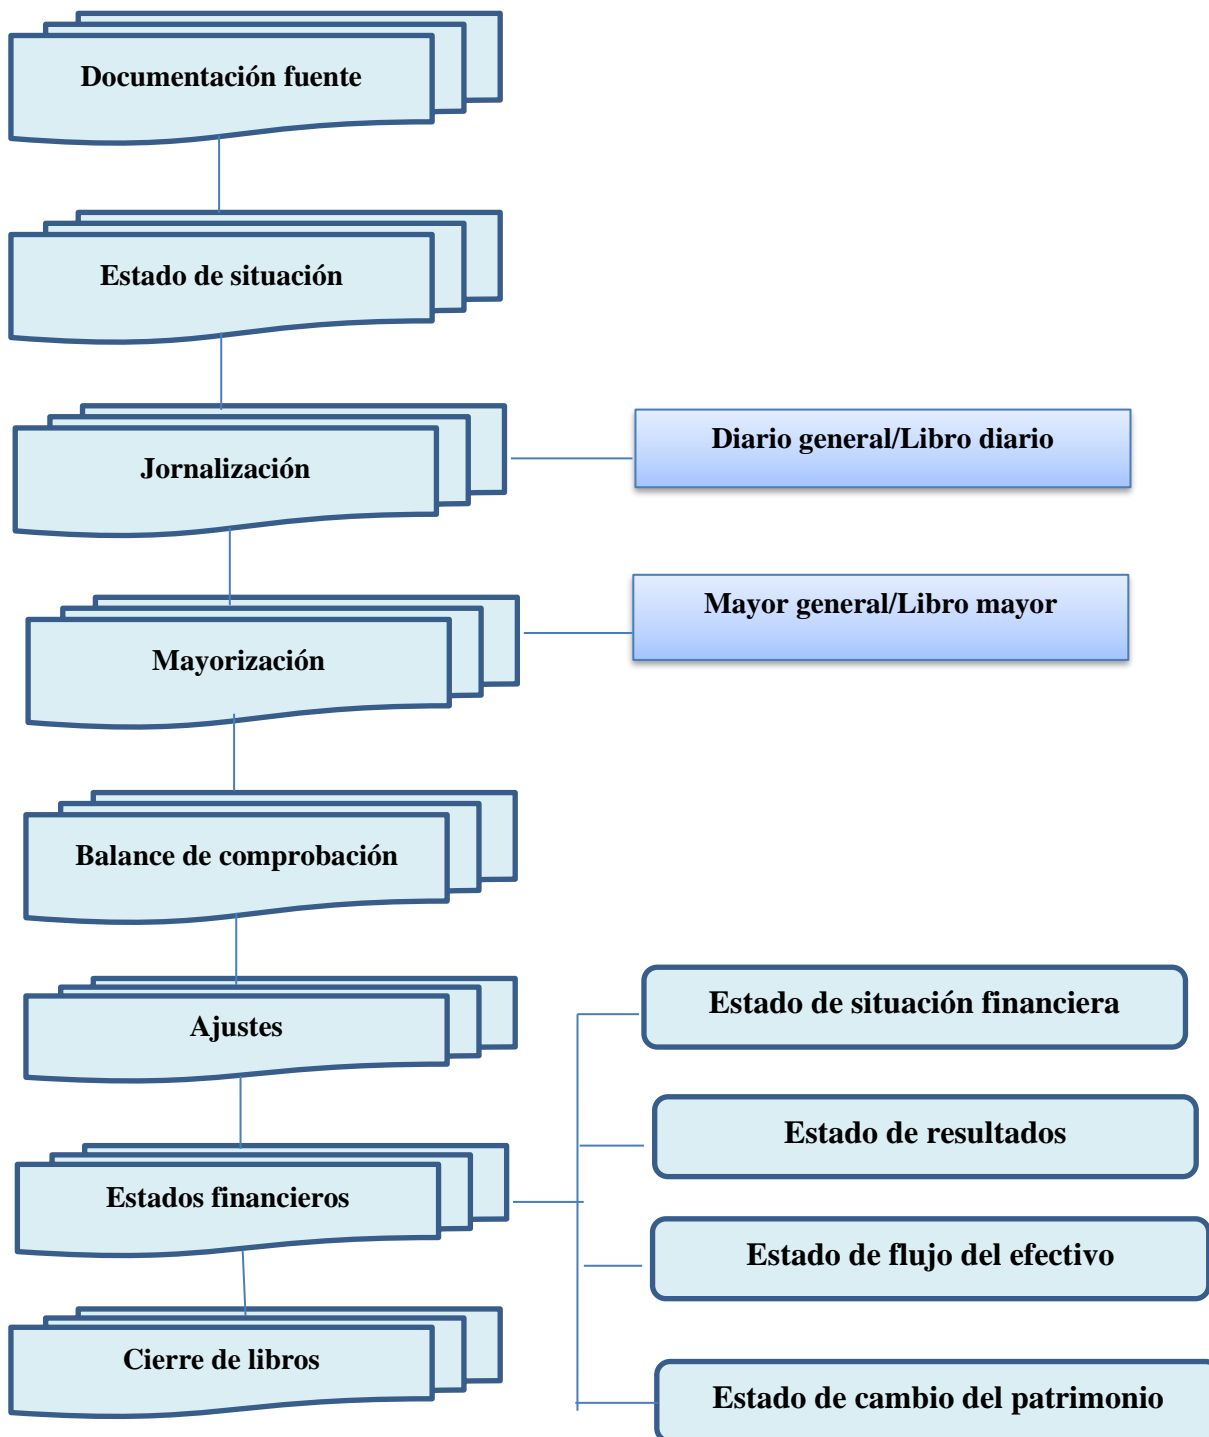 Documentación fuente
Estado de situación
Jornalización
Diario general/Libro diario
Mayorización
Mayor general/Libro mayor
Balance de comprobación
Ajustes
Estados financieros
Estado de situación financiera
Estado de resultados
Estado de flujo del efectivo
Estado de cambio del patrimonio
Cierre de libros